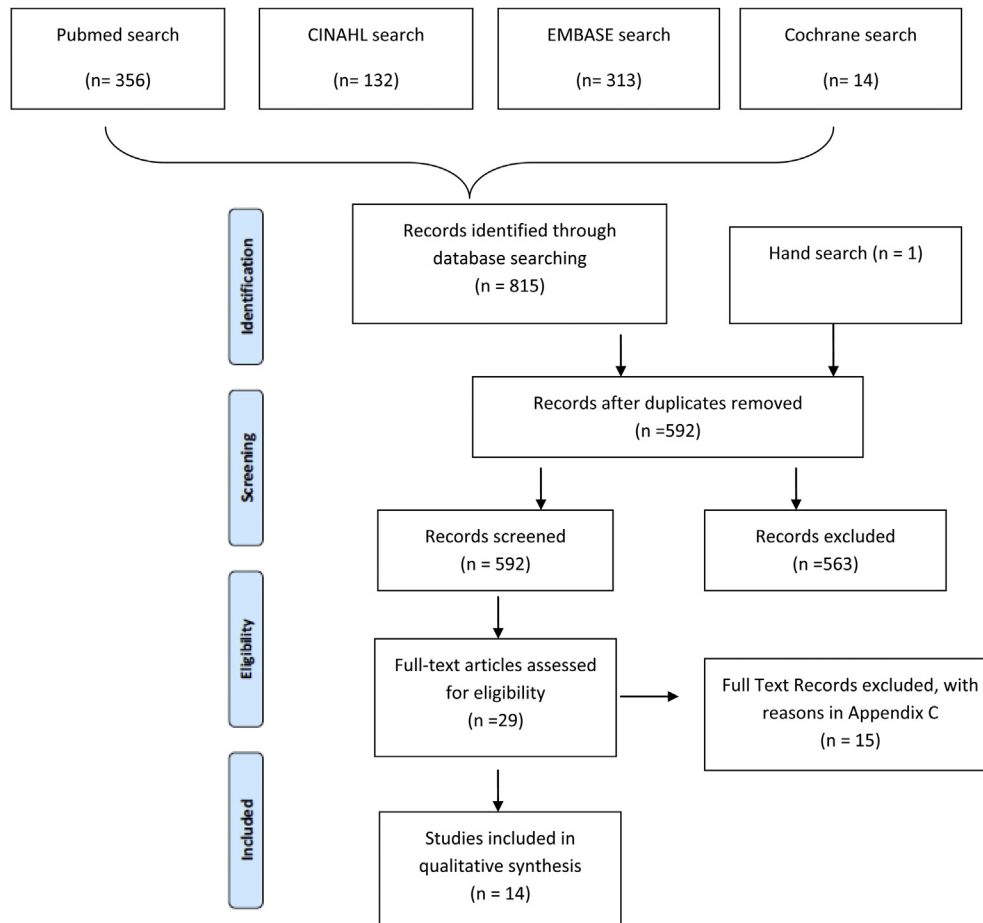 Pubmed search
(n= 356)
CINAHL search
(n= 132)
EMBASE search
(n= 313)
Cochrane search
(n= 14)
Identification
Records identified through
database searching
(n = 815)
Hand search (n = 1)
Records after duplicates removed
(n =592)
Screening
Records screened
(n = 592)
Records excluded
(n =563)
Eligibility
Full-text articles assessed
for eligibility
(n =29)
Full Text Records excluded, with
reasons in Appendix C
(n = 15)
Included
Studies included in
qualitative synthesis
(n = 14)